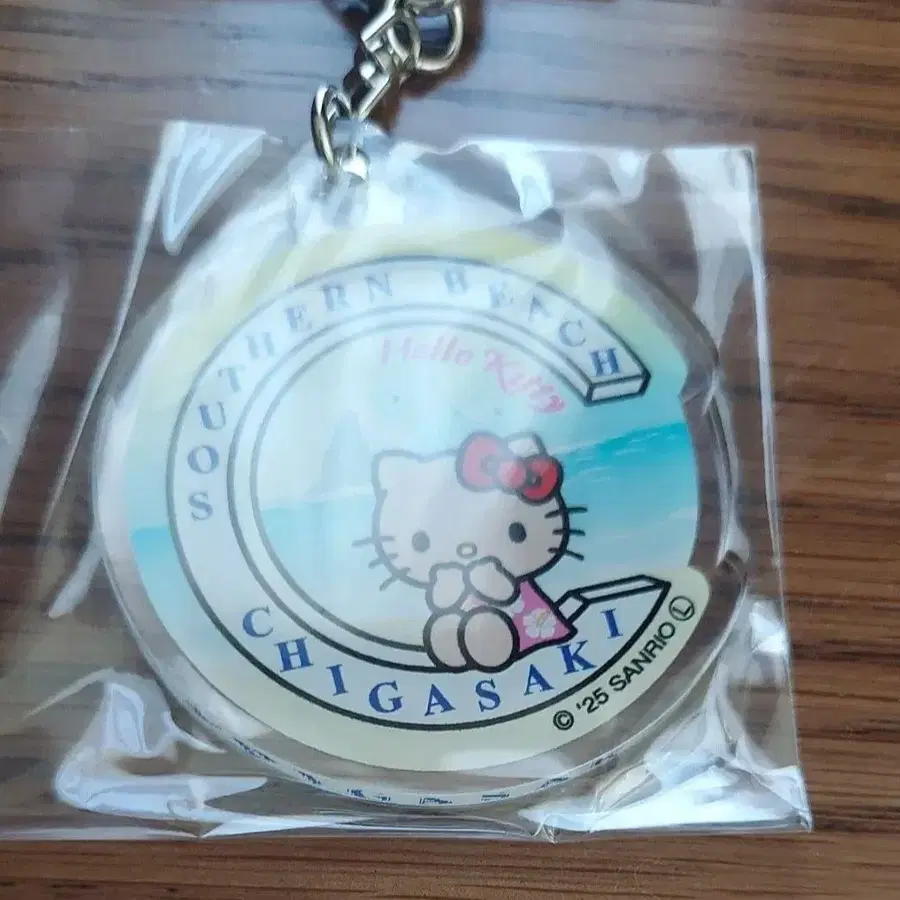 SOUTHERN BEACH
Hello Kitty
CHIGASAKI
© '25 SANRIO Ⓛ